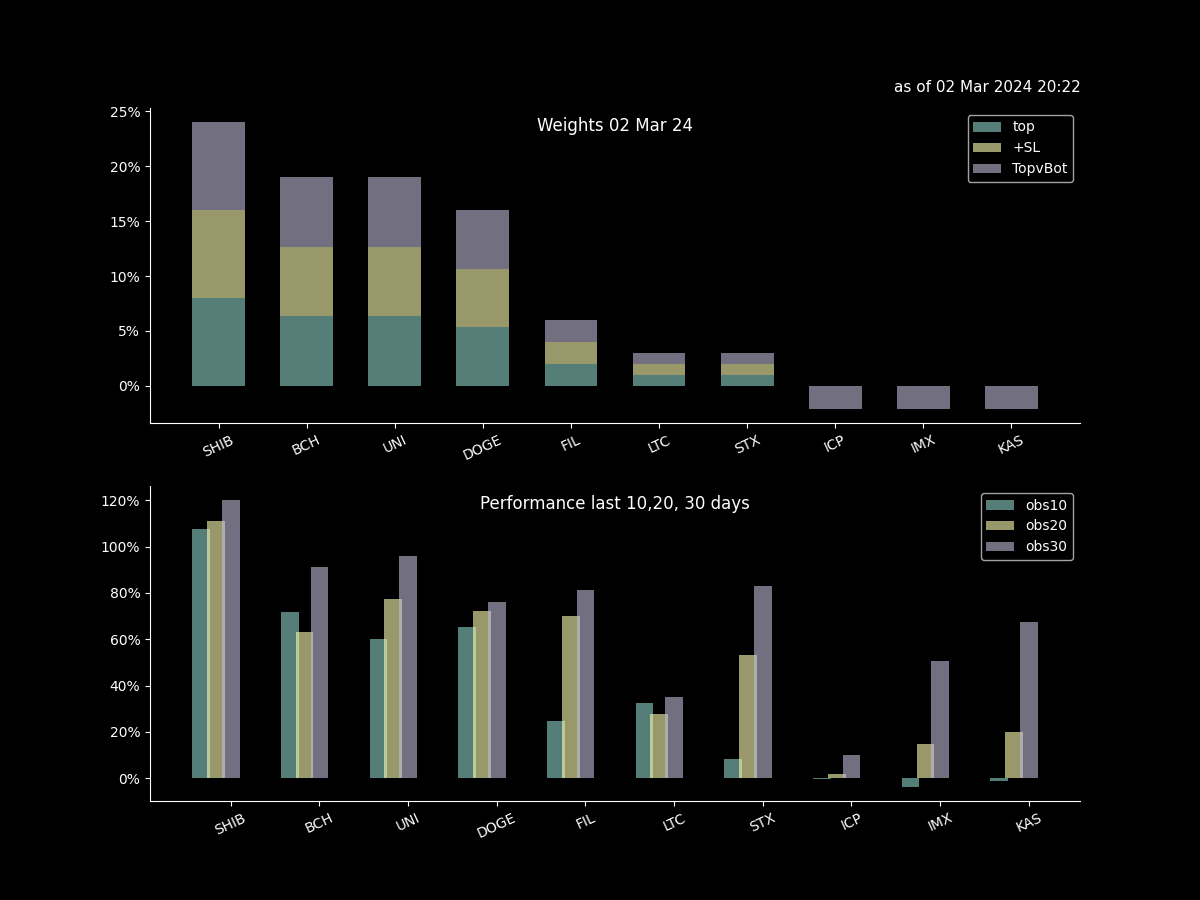 as of 02 Mar 2024 20:22
Weights 02 Mar 24
25%
20%
15%
10%
5%
0%
top
+SL
TopvBot
SHIB BCH UNI DOGE FIL LTC STX ICP IMX KAS
Performance last 10,20, 30 days
120%
100%
80%
60%
40%
20%
0%
obs10
obs20
obs30
SHIB BCH UNI DOGE FIL LTC STX ICP IMX KAS